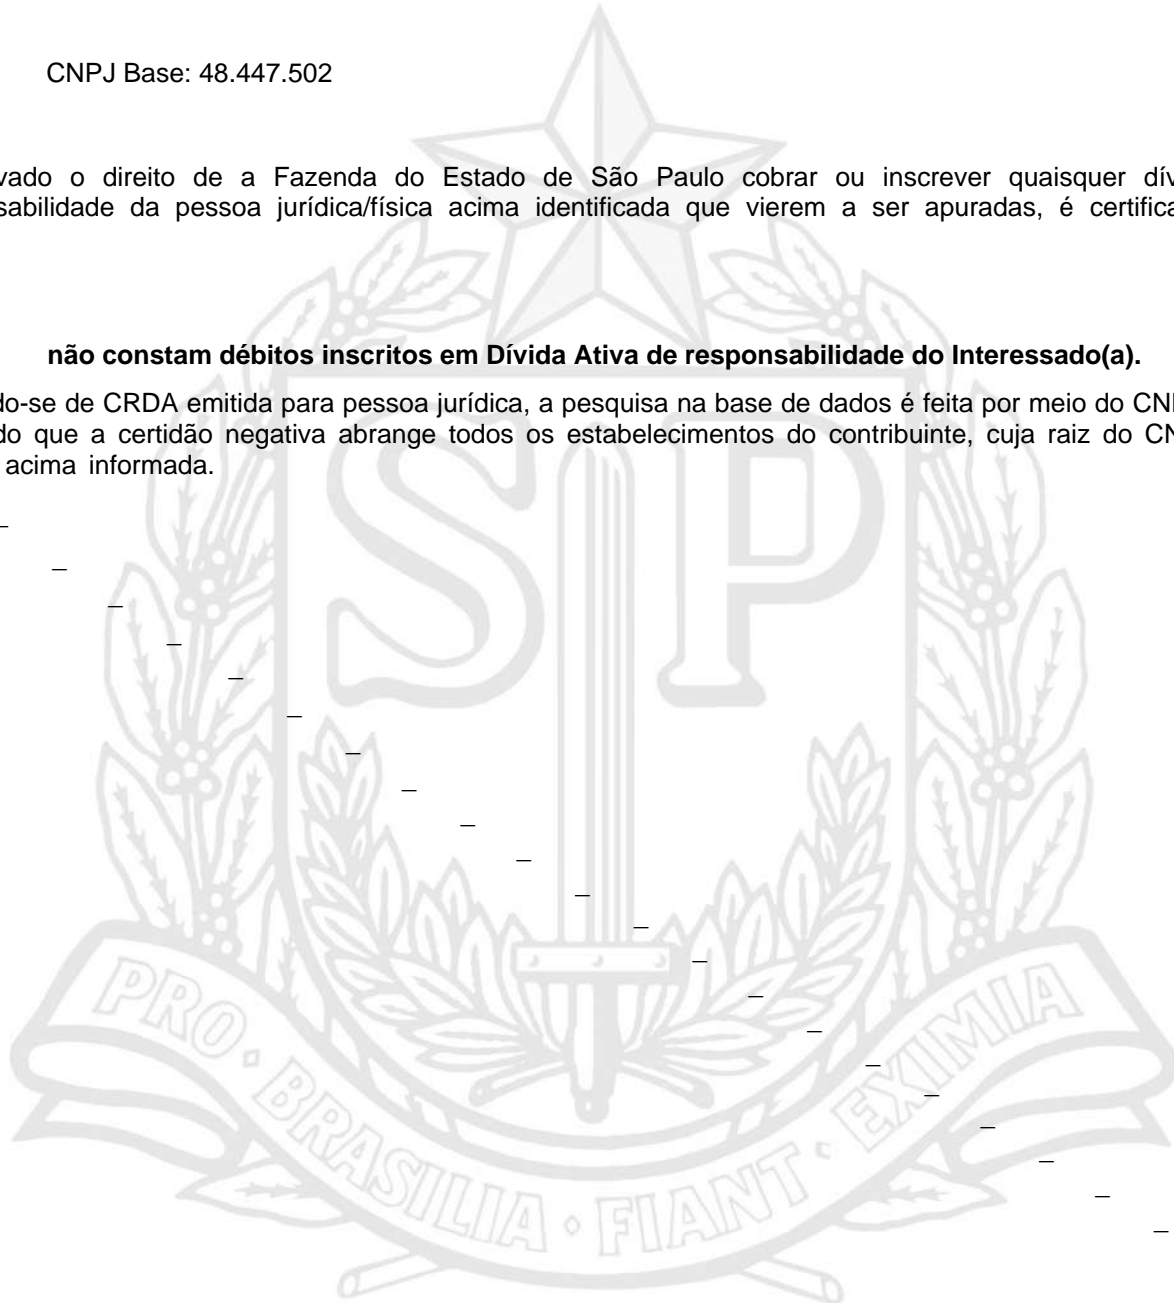 CNPJ Base: 48.447.502
vado o direito de a Fazenda do Estado de São Paulo cobrar ou inscrever quaisquer dív
sabilidade da pessoa jurídica/física acima identificada que vierem a ser apuradas, é certifica
não constam débitos inscritos em Dívida Ativa de responsabilidade do Interessado(a).
do-se de CRDA emitida para pessoa jurídica, a pesquisa na base de dados é feita por meio do CN
do que a certidão negativa abrange todos os estabelecimentos do contribuinte, cuja raiz do CN
acima informada.
SP
PRO BRASILIA FIANT EXIMIA